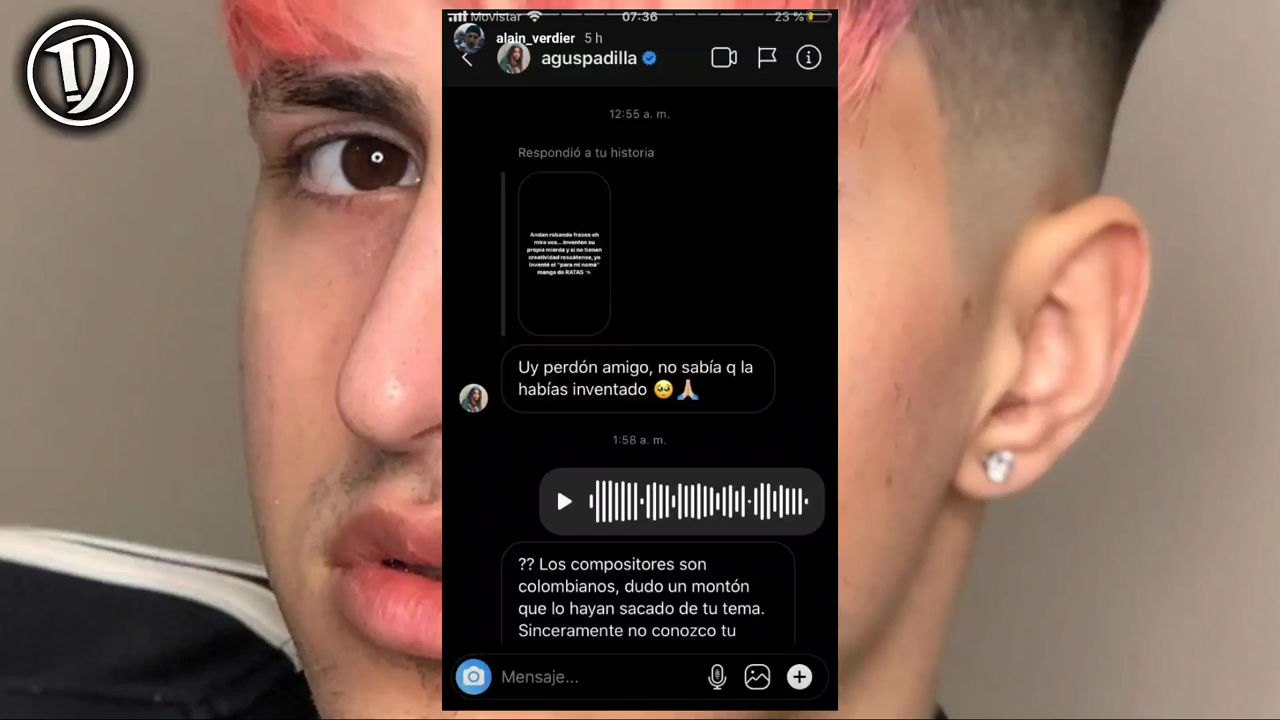 Movistar 07:36 23 %
alain_verdier 5 h
aguspadilla
12:55 a. m.
Respondió a tu historia
Andan robando frases eh
mira vos... inventen su
propia mierda y si no tienen
creatividad rescátense, yo
inventé el "para mi nomá"
manga de RATAS
Uy perdón amigo, no sabía q la
habías inventado 🥺🙏🏼
1:58 a. m.
?? Los compositores son
colombianos, dudo un montón
que lo hayan sacado de tu tema.
Sinceramente no conozco tu
Mensaje...